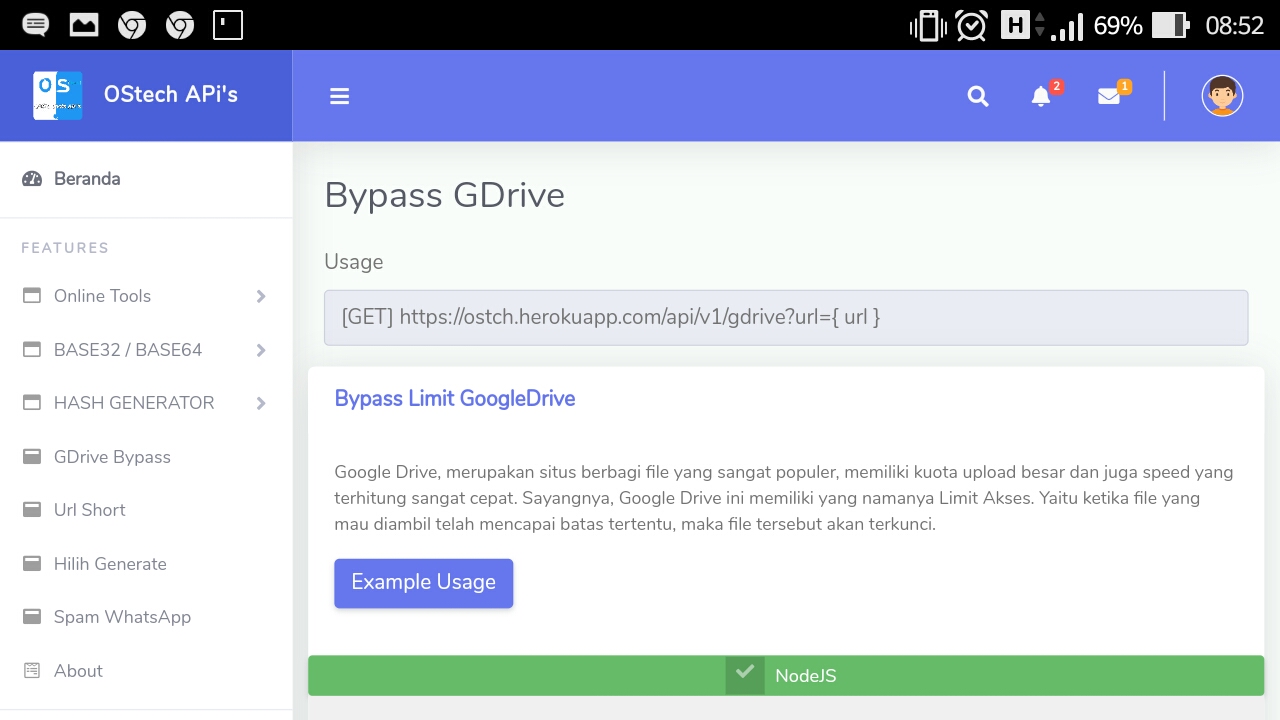 69% 08:52
OS
OStech APi's
2
1
Beranda
Bypass GDrive
FEATURES
Usage
Online Tools
[GET] https://ostch.herokuapp.com/api/v1/gdrive?url={ url }
BASE32 / BASE64
HASH GENERATOR
GDrive Bypass
Url Short
Hilih Generate
Spam WhatsApp
About
Bypass Limit GoogleDrive
Google Drive, merupakan situs berbagi file yang sangat populer, memiliki kuota upload besar dan juga speed yang
terhitung sangat cepat. Sayangnya, Google Drive ini memiliki yang namanya Limit Akses. Yaitu ketika file yang
mau diambil telah mencapai batas tertentu, maka file tersebut akan terkunci.
Example Usage
NodeJS